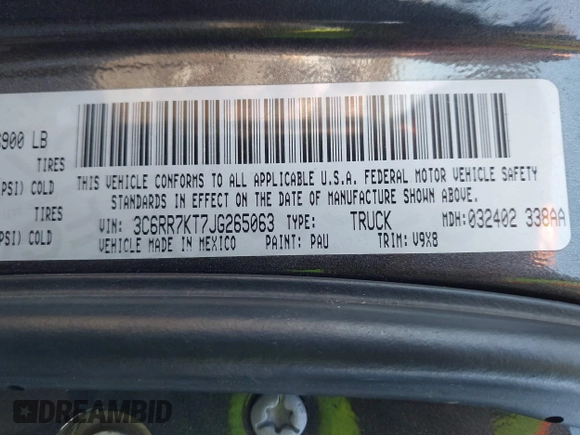 900 LB
TIRES
PSI) COLD
TIRES
PSI) COLD
THIS VEHICLE CONFORMS TO ALL APPLICABLE U.S.A. FEDERAL MOTOR VEHICLE SAFETY
STANDARDS IN EFFECT ON THE DATE OF MANUFACTURE SHOWN ABOVE.
VIN: 3C6RR7KT7JG265063 TYPE: TRUCK MDH: 032402 338AA
VEHICLE MADE IN MEXICO PAINT: PAU TRIM: V9X8
DREAMBID